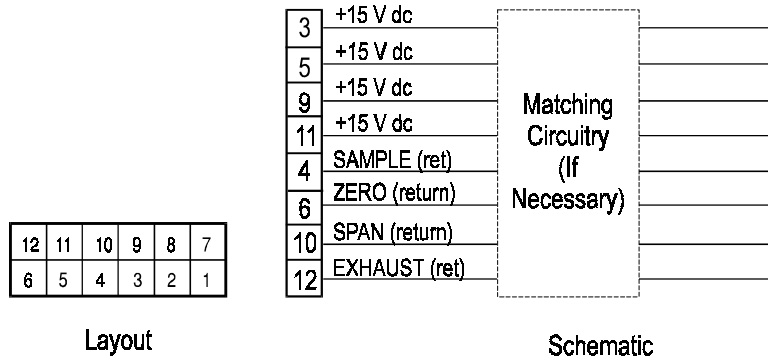 3 +15 V dc
5 +15 V dc
9 +15 V dc
11 +15 V dc
4 SAMPLE (ret)
6 ZERO (return)
10 SPAN (return)
12 EXHAUST (ret)
Matching
Circuitry
(If
Necessary)
12 11 10 9 8 7
6 5 4 3 2 1
Layout
Schematic